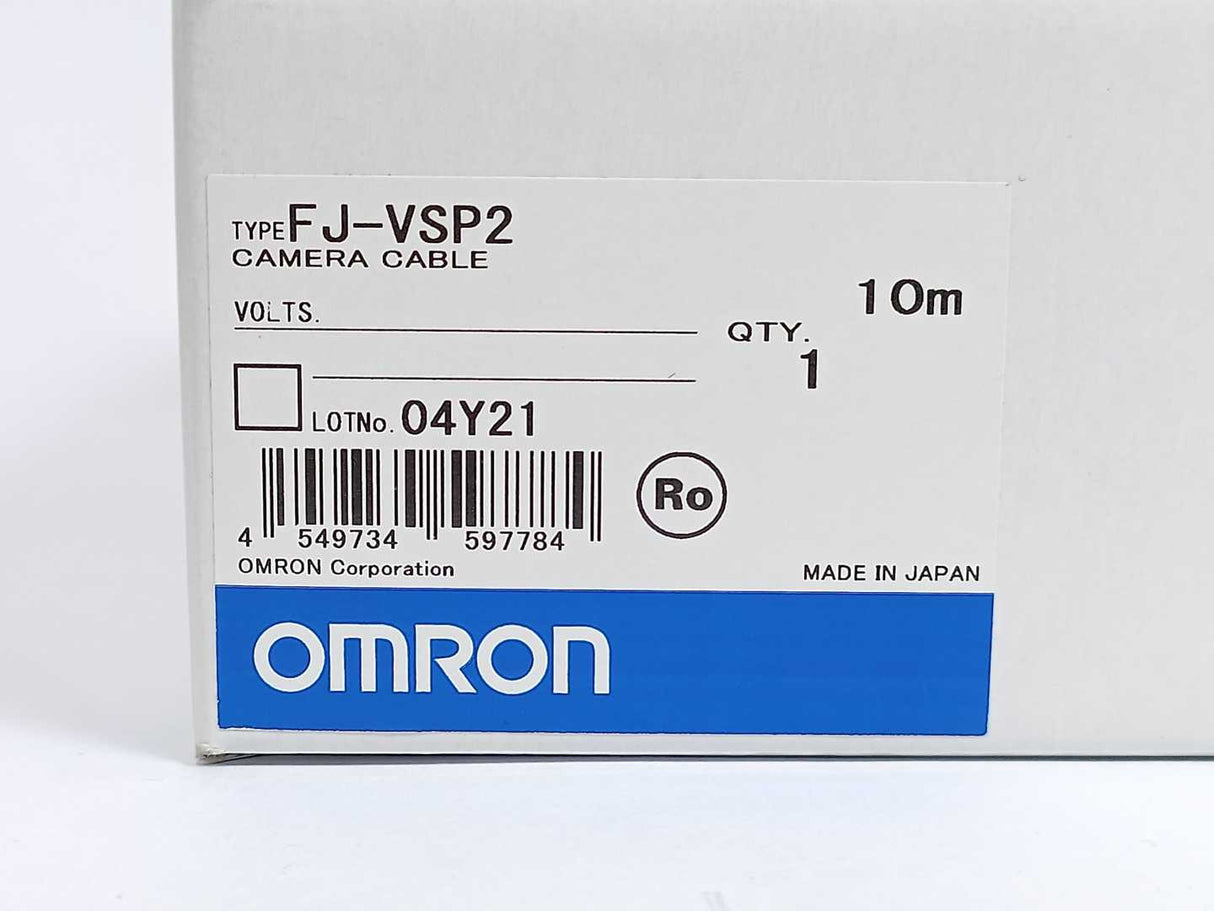 TYPE FJ-VSP2
CAMERA CABLE
10m
VOLTS.
QTY.
1
LOTNo. 04Y21
Ro
4 549734 597784
OMRON Corporation
MADE IN JAPAN
OMRON